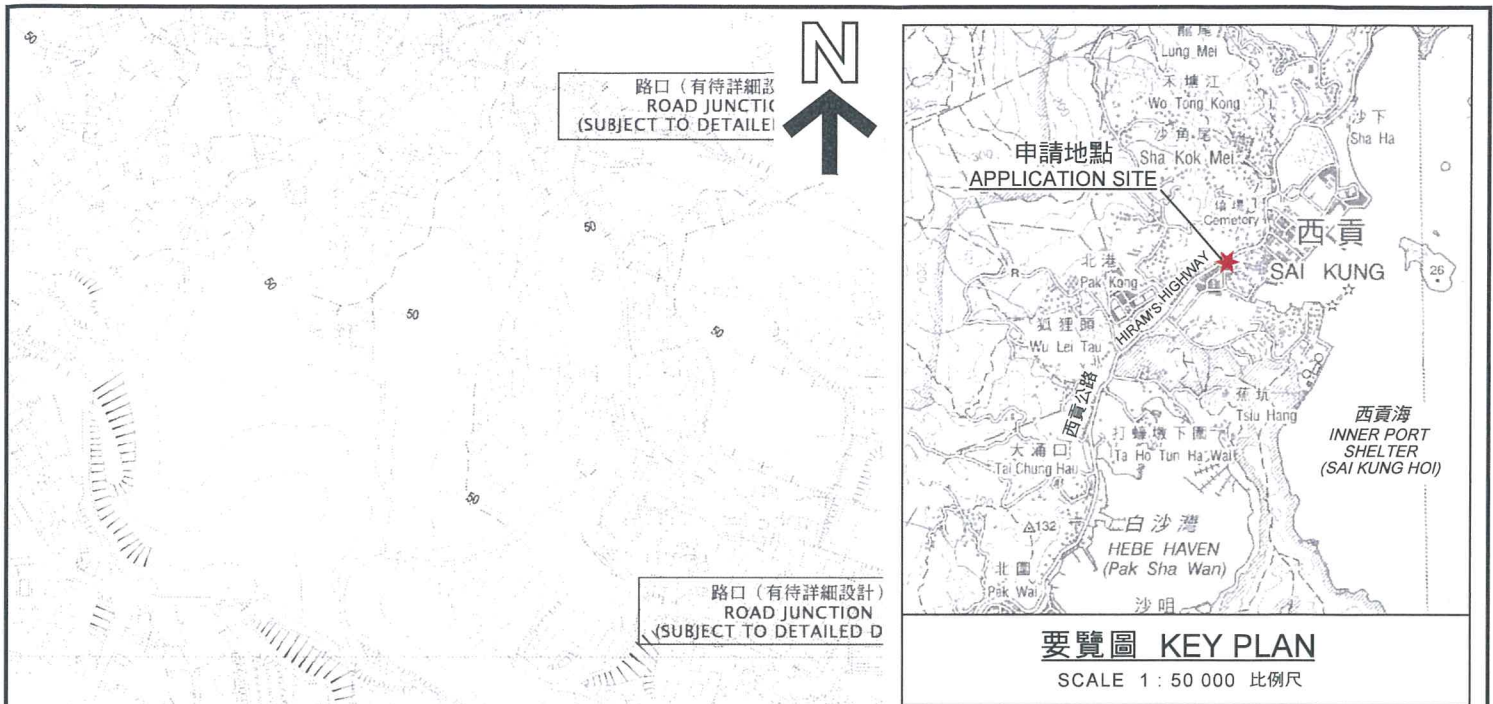 50
路口（有待詳細設
ROAD JUNCTIO
(SUBJECT TO DETAILE
N
50
50
50
50
50
路口（有待詳細設計）
ROAD JUNCTION
(SUBJECT TO DETAILED D
龍尾
Lung Mei
禾塘江
Wo Tong Kong
沙下
Sha Ha
沙角尾
Sha Kok Mei
申請地點
APPLICATION SITE
墳場
Cemetery
西貢
SAI KUNG
26
北港
Pak Kong
HIRAM'S HIGHWAY
狐狸頭
Wu Lei Tau
西貢公路
蕉坑
Tsiu Hang
西貢海
INNER PORT
SHELTER
(SAI KUNG HOI)
打蠔墩下圍
Ta Ho Tun Ha Wai
大涌口
Tai Chung Hau
132
白沙灣
HEBE HAVEN
(Pak Sha Wan)
北圍
Pak Wai
沙咀
要覽圖 KEY PLAN
SCALE 1 : 50 000 比例尺